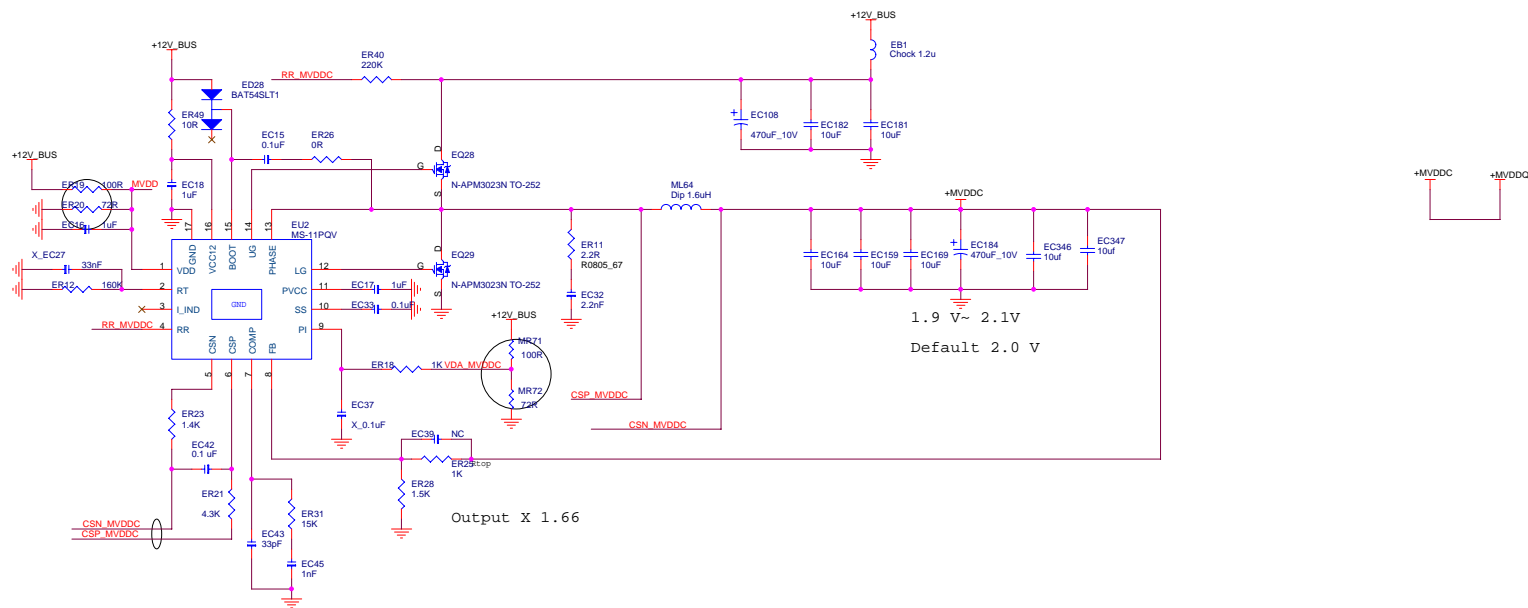 +12V_BUS
EB1
Chock 1.2u
+12V_BUS
ER40
220K
RR_MVDDC
ED28
BAT54SLT1
ER49
10R
EC15
0.1uF
ER26
0R
EC108
470uF_10V
EC182
10uF
EC181
10uF
+12V_BUS
ER19
100R
MVDD
ER20
72R
EC16
1uF
EC18
1uF
D
G
S
EQ28
N-APM3023N TO-252
ML64
Dip 1.6uH
+MVDDC
+MVDDC
+MVDDQ
X_EC27
33nF
ER12
160K
RR_MVDDC
EU2
MS-11PQV
17
16
15
14
13
GND
VCC12
BOOT
UG
PHASE
1
VDD
2
RT
3
I_IND
4
RR
GND
LG
12
PVCC
11
SS
10
PI
9
CSN
CSP
COMP
FB
5
6
7
8
D
G
S
EQ29
N-APM3023N TO-252
EC17
1uF
EC33
0.1uF
ER11
2.2R
R0805_67
EC32
2.2nF
EC164
10uF
EC159
10uF
EC169
10uF
EC184
470uF_10V
EC346
10uf
EC347
10uf
1.9 V~ 2.1V
Default 2.0 V
+12V_BUS
MR71
100R
ER18
1K
VDA_MVDDC
MR72
72R
CSP_MVDDC
CSN_MVDDC
EC37
X_0.1uF
ER23
1.4K
EC42
0.1 uF
ER21
4.3K
CSN_MVDDC
CSP_MVDDC
EC39
NC
ER25
Rtop
1K
ER28
1.5K
Output X 1.66
ER31
15K
EC43
33pF
EC45
1nF